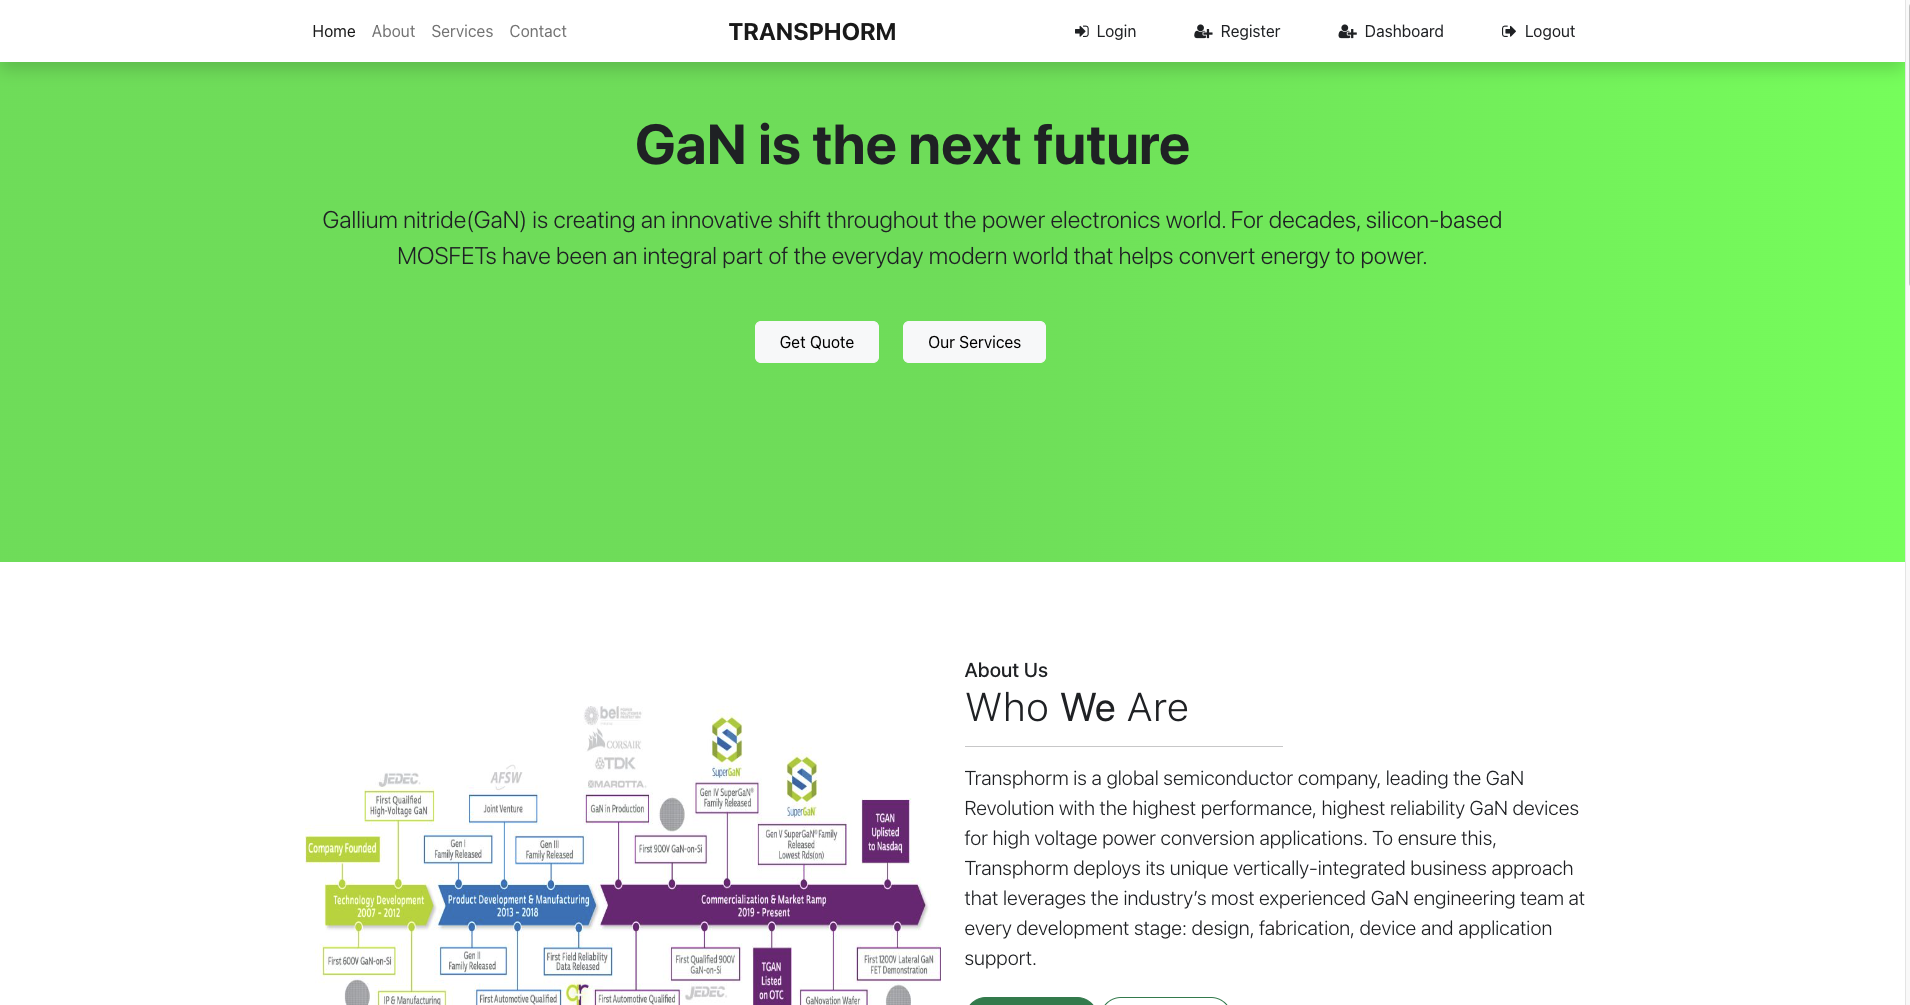 Home About Services Contact TRANSPHORM Login Register Dashboard Logout
GaN is the next future
Gallium nitride(GaN) is creating an innovative shift throughout the power electronics world. For decades, silicon-based
MOSFETs have been an integral part of the everyday modern world that helps convert energy to power.
Get Quote Our Services
bel
CORSAIR
TDK
MAROTTA
SuperGaN
JEDEC
AFSW
SuperGaN
First Qualified
High-Voltage GaN
Joint Venture
GaN in Production
Gen IV SuperGaN®
Family Released
TGAN
Uplisted
to Nasdaq
Company Founded
Gen I
Family Released
Gen III
Family Released
First 900V GaN-on-Si
Gen V SuperGaN® Family
Released
Lowest Rds(on)
Technology Development
2007 - 2012
Product Development & Manufacturing
2013 - 2018
Commercialization & Market Ramp
2019 - Present
First 600V GaN-on-Si
Gen II
Family Released
First Field Reliability
Data Released
First Qualified 900V
GaN-on-Si
TGAN
Listed
on OTC
First 1200V Lateral GaN
FET Demonstration
IP & Manufacturing
First Automotive Qualified
First Automotive Qualified
JEDEC
GaNovation Wafer
About Us
Who We Are
Transphorm is a global semiconductor company, leading the GaN
Revolution with the highest performance, highest reliability GaN devices
for high voltage power conversion applications. To ensure this,
Transphorm deploys its unique vertically-integrated business approach
that leverages the industry’s most experienced GaN engineering team at
every development stage: design, fabrication, device and application
support.